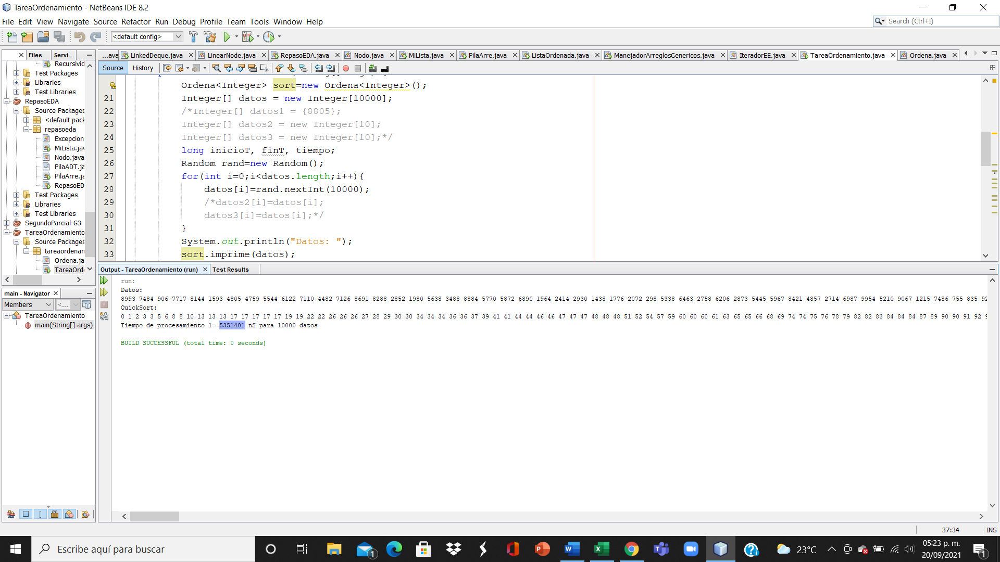 TareaOrdenamiento - NetBeans IDE 8.2
File Edit View Navigate Source Refactor Run Debug Profile Team Tools Window Help
Search (Ctrl+I)
<default config>
Files Servi...
...ava LinkedDeque.java LinearNode.java RepasoEDA.java Nodo.java MiLista.java PilaArre.java ListaOrdenada.java ManejadorArreglosGenericos.java IteradorEE.java TareaOrdenamiento.java Ordena.java
Source History
Recursivid
Test Packages
Libraries
Test Libraries
RepasoEDA
Source Packages
<default pack
repasoeda
Excepcion
MiLista.jav
Nodo.java
PilaADT.ja
PilaArre.ja
RepasoED
Test Packages
Libraries
Test Libraries
SegundoParcial-G3
TareaOrdenamiento
Source Packages
tareaordenan
Ordena.ja
TareaOrde
Ordena<Integer> sort=new Ordena<Integer>();
21 Integer[] datos = new Integer[10000];
22 /*Integer[] datos1 = {8805};
23 Integer[] datos2 = new Integer[10];
24 Integer[] datos3 = new Integer[10];*/
25 long inicioT, finT, tiempo;
26 Random rand=new Random();
27 for(int i=0;i<datos.length;i++){
28 datos[i]=rand.nextInt(10000);
29 /*datos2[i]=datos[i];
30 datos3[i]=datos[i];*/
31 }
32 System.out.println("Datos: ");
33 sort.imprime(datos);
main - Navigator
Members <...
TareaOrdenamiento
main(String[] args)
Output - TareaOrdenamiento (run) Test Results
run:
Datos:
8993 7484 906 7717 8144 1593 4805 4759 5544 6122 7110 4482 7126 8691 8288 2852 1980 5638 3488 8884 5770 5872 6890 1964 2414 2930 1438 1776 2072 298 5338 6463 2758 6206 2873 5445 5967 8421 4857 2714 6987 9954 5210 9067 1215 7486 755 835 92
QuickSort:
0 1 2 3 3 5 6 8 8 10 13 13 13 17 17 17 17 17 19 19 22 22 26 26 26 27 28 29 30 30 34 34 34 36 36 37 39 41 41 44 44 46 46 47 47 47 48 48 48 51 52 54 57 59 60 60 60 61 63 65 65 66 68 69 74 74 75 76 78 79 82 82 83 84 84 84 87 89 90 90 91 92 9
Tiempo de procesamiento 1= 5351401 nS para 10000 datos
BUILD SUCCESSFUL (total time: 0 seconds)
37:34 INS
Escribe aquí para buscar
1
23°C
05:23 p. m.
20/09/2021
1